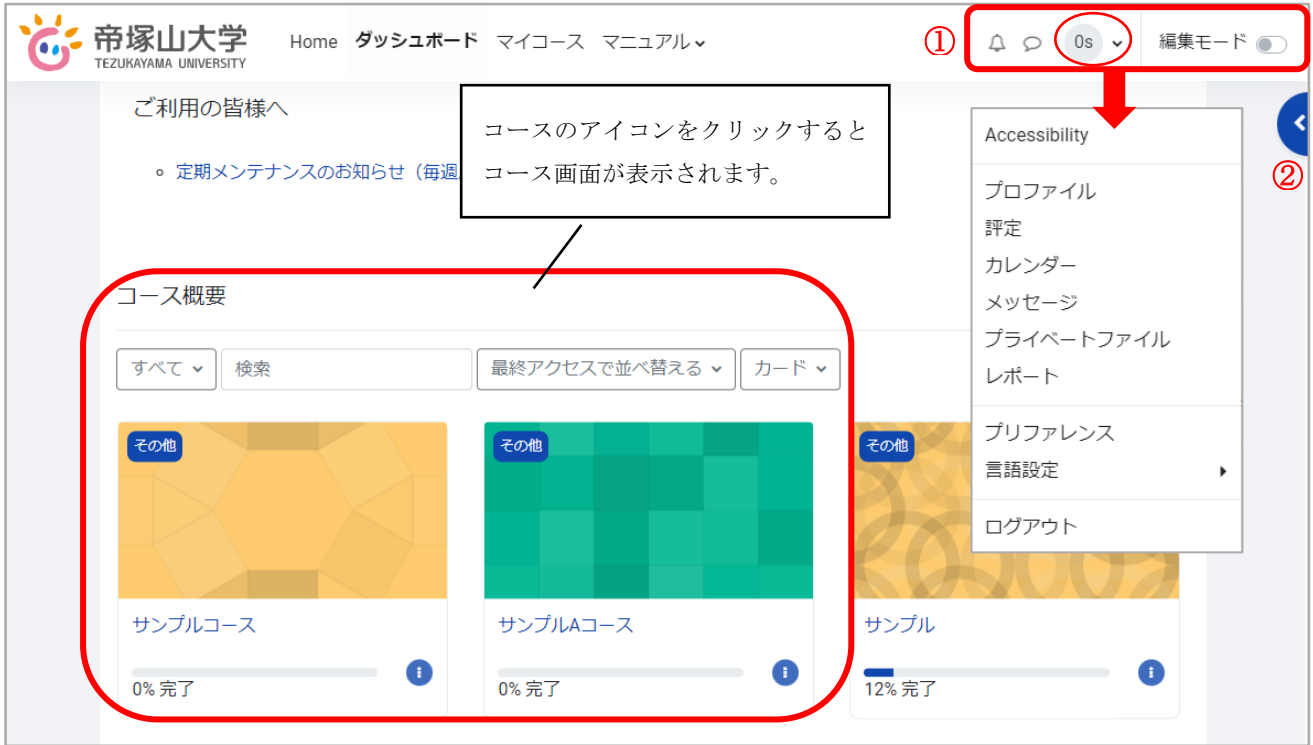 帝塚山大学
TEZUKAYAMA UNIVERSITY
Home ダッシュボード マイコース マニュアル
① 0s 編集モード
ご利用の皆様へ
定期メンテナンスのお知らせ（毎週
コースのアイコンをクリックすると
コース画面が表示されます。
②
Accessibility
プロファイル
評定
カレンダー
メッセージ
プライベートファイル
レポート
プリファレンス
言語設定
ログアウト
コース概要
すべて 検索 最終アクセスで並べ替える カード
その他 その他 その他
サンプルコース サンプルAコース サンプル
0% 完了 0% 完了 12% 完了